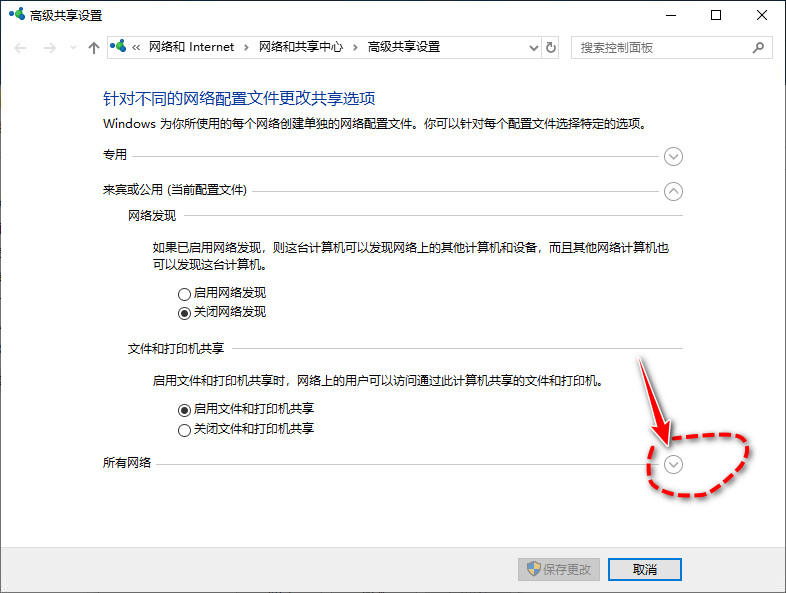 高级共享设置
« 网络和 Internet › 网络和共享中心 › 高级共享设置
搜索控制面板
针对不同的网络配置文件更改共享选项
Windows 为你所使用的每个网络创建单独的网络配置文件。你可以针对每个配置文件选择特定的选项。
专用
来宾或公用 (当前配置文件)
网络发现
如果已启用网络发现，则这台计算机可以发现网络上的其他计算机和设备，而且其他网络计算机也
可以发现这台计算机。
启用网络发现
关闭网络发现
文件和打印机共享
启用文件和打印机共享时，网络上的用户可以访问通过此计算机共享的文件和打印机。
启用文件和打印机共享
关闭文件和打印机共享
所有网络
保存更改
取消